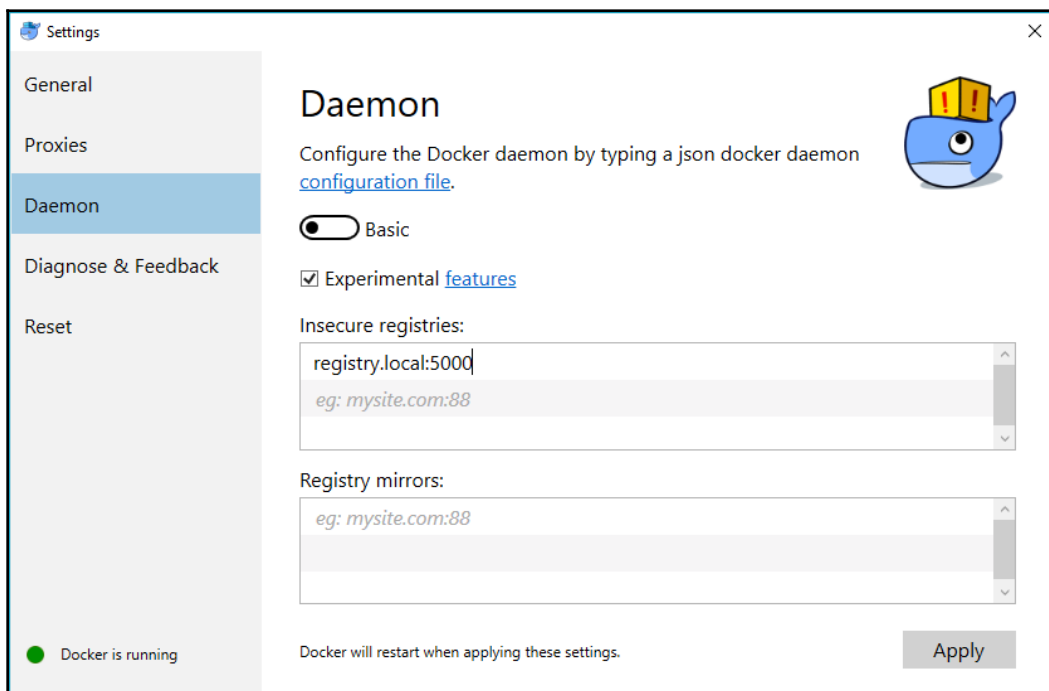 Settings
General
Proxies
Daemon
Diagnose & Feedback
Reset
Docker is running
Daemon
Configure the Docker daemon by typing a json docker daemon
configuration file.
Basic
Experimental features
Insecure registries:
registry.local:5000
eg: mysite.com:88
Registry mirrors:
eg: mysite.com:88
Docker will restart when applying these settings.
Apply
! !